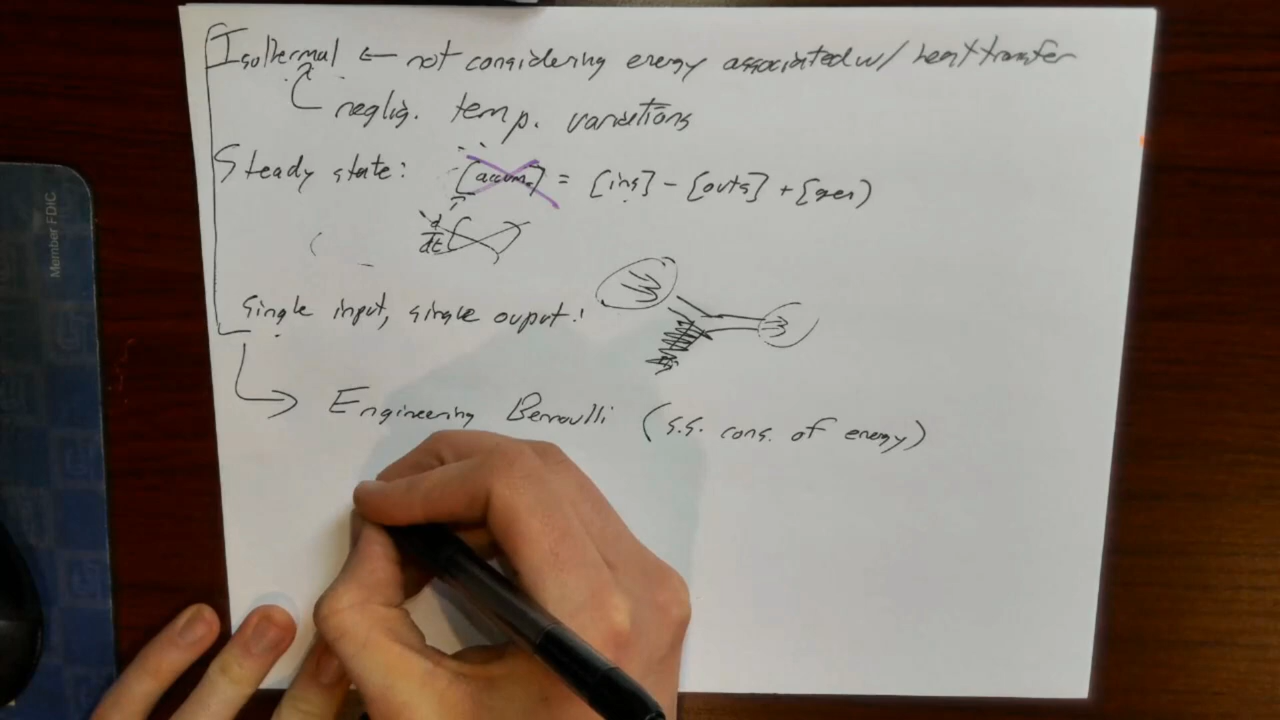 Isothermal ← not considering energy associated w/ heat transfer
neglig. temp. variations
Steady state: [accum.] = [ins] - [outs] + [gen]
d/dt
single input, single ouput:
Engineering Bernoulli (s.s. cons. of energy)
Member FDIC